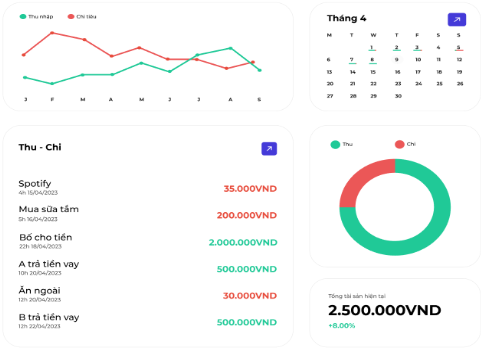 Thu nhập Chi tiêu
J F M A M J J A S
Tháng 4
M T W T F S S
1 2 3 4 5
6 7 8 9 10 11 12
13 14 15 16 17 18 19
20 21 22 23 24 25 26
27 28 29 30
Thu - Chi
Spotify
4h 15/04/2023
35.000VND
Mua sữa tắm
5h 16/04/2023
200.000VND
Bố cho tiền
22h 18/04/2023
2.000.000VND
A trả tiền vay
10h 20/04/2023
500.000VND
Ăn ngoài
12h 20/04/2023
30.000VND
B trả tiền vay
12h 22/04/2023
500.000VND
Thu Chi
Tổng tài sản hiện tại
2.500.000VND
+8.00%